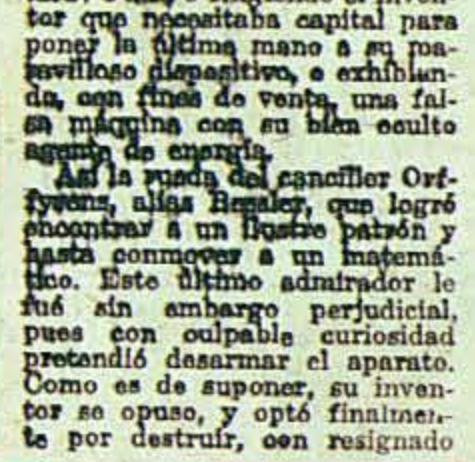 inven-
tor que necesitaba capital para
poner la última mano a su ma-
ravilloso dispositivo, o exhibien-
do, con fines de venta, una fal-
sa máquina con su bien oculto
agente de energía.
Así la rueda del canciller Orf-
fyreus, alias Bessler, que logró
encontrar a un ilustre patrón y
hasta conmover a un matemá-
tico. Este último admirador le
fué sin embargo perjudicial,
pues con culpable curiosidad
pretendió desarmar el aparato.
Como es de suponer, su inven-
tor se opuso, y optó finalmen-
te por destruir, con resignado